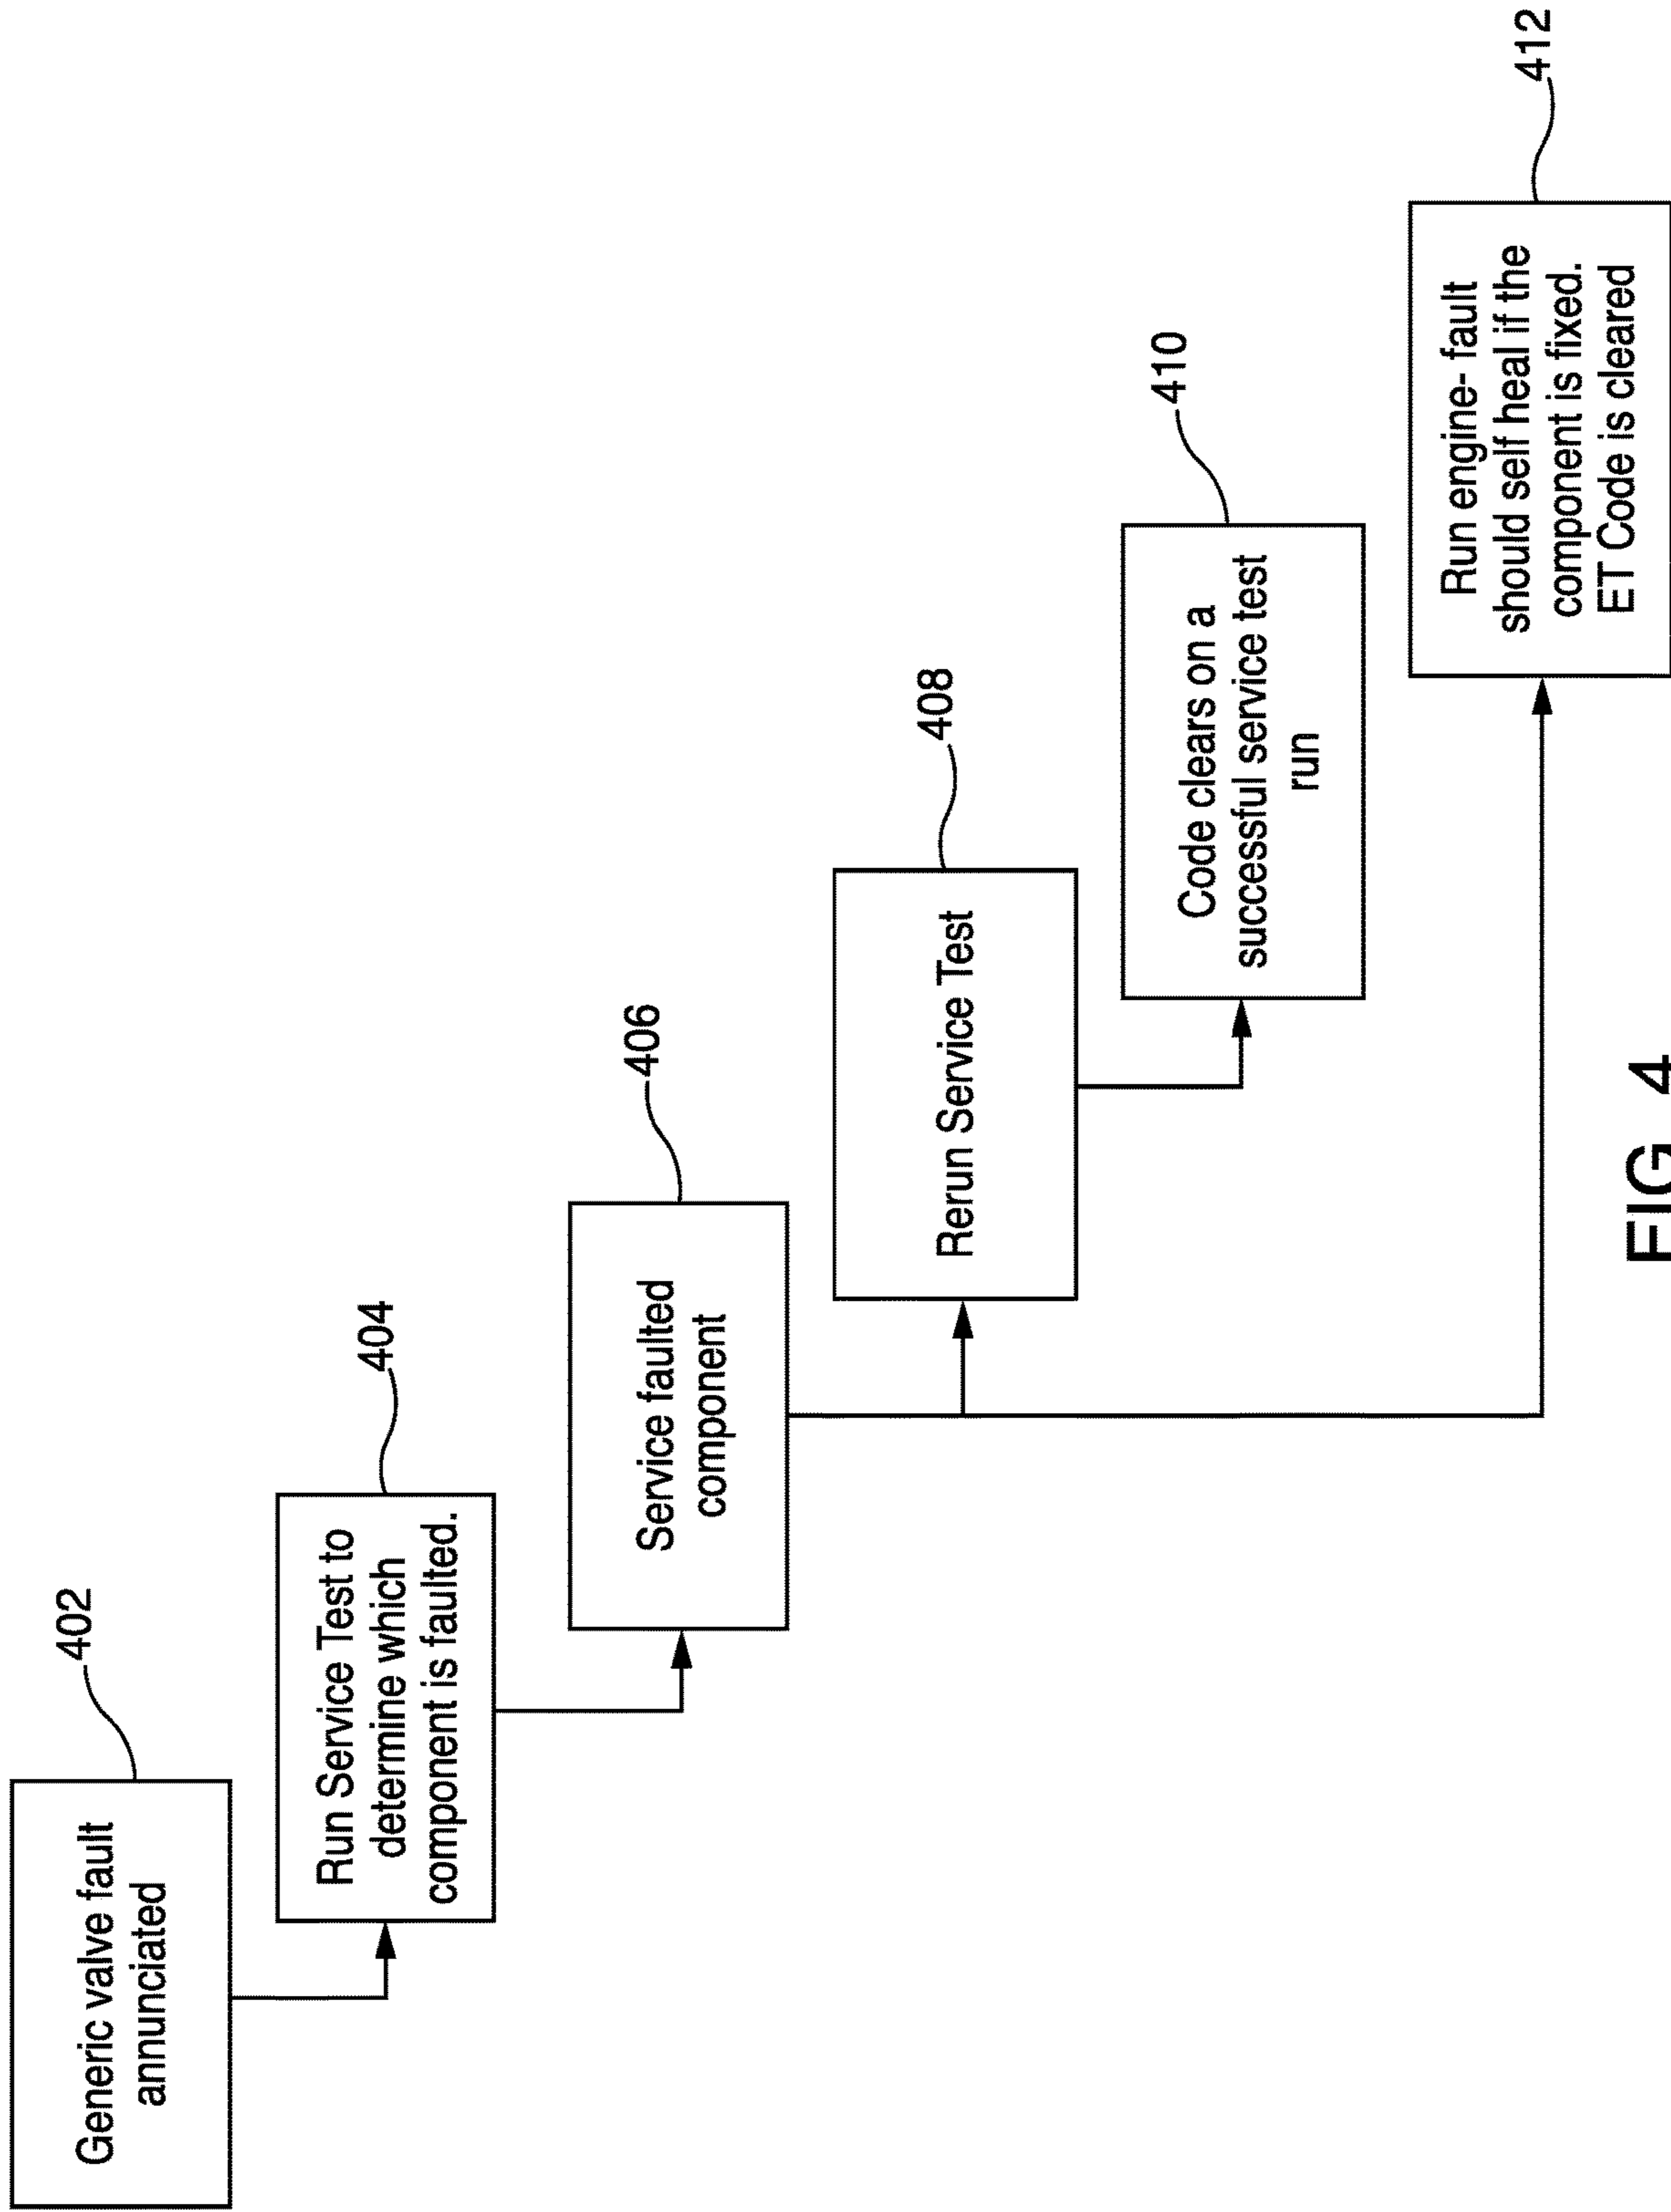 402
Generic valve fault
annunciated
404
Run Service Test to
determine which
component is faulted.
406
Service faulted
component
408
Rerun Service Test
410
Code clears on a
successful service test
run
412
Run engine- fault
should self heal if the
component is fixed.
ET Code is cleared
FIG. 4